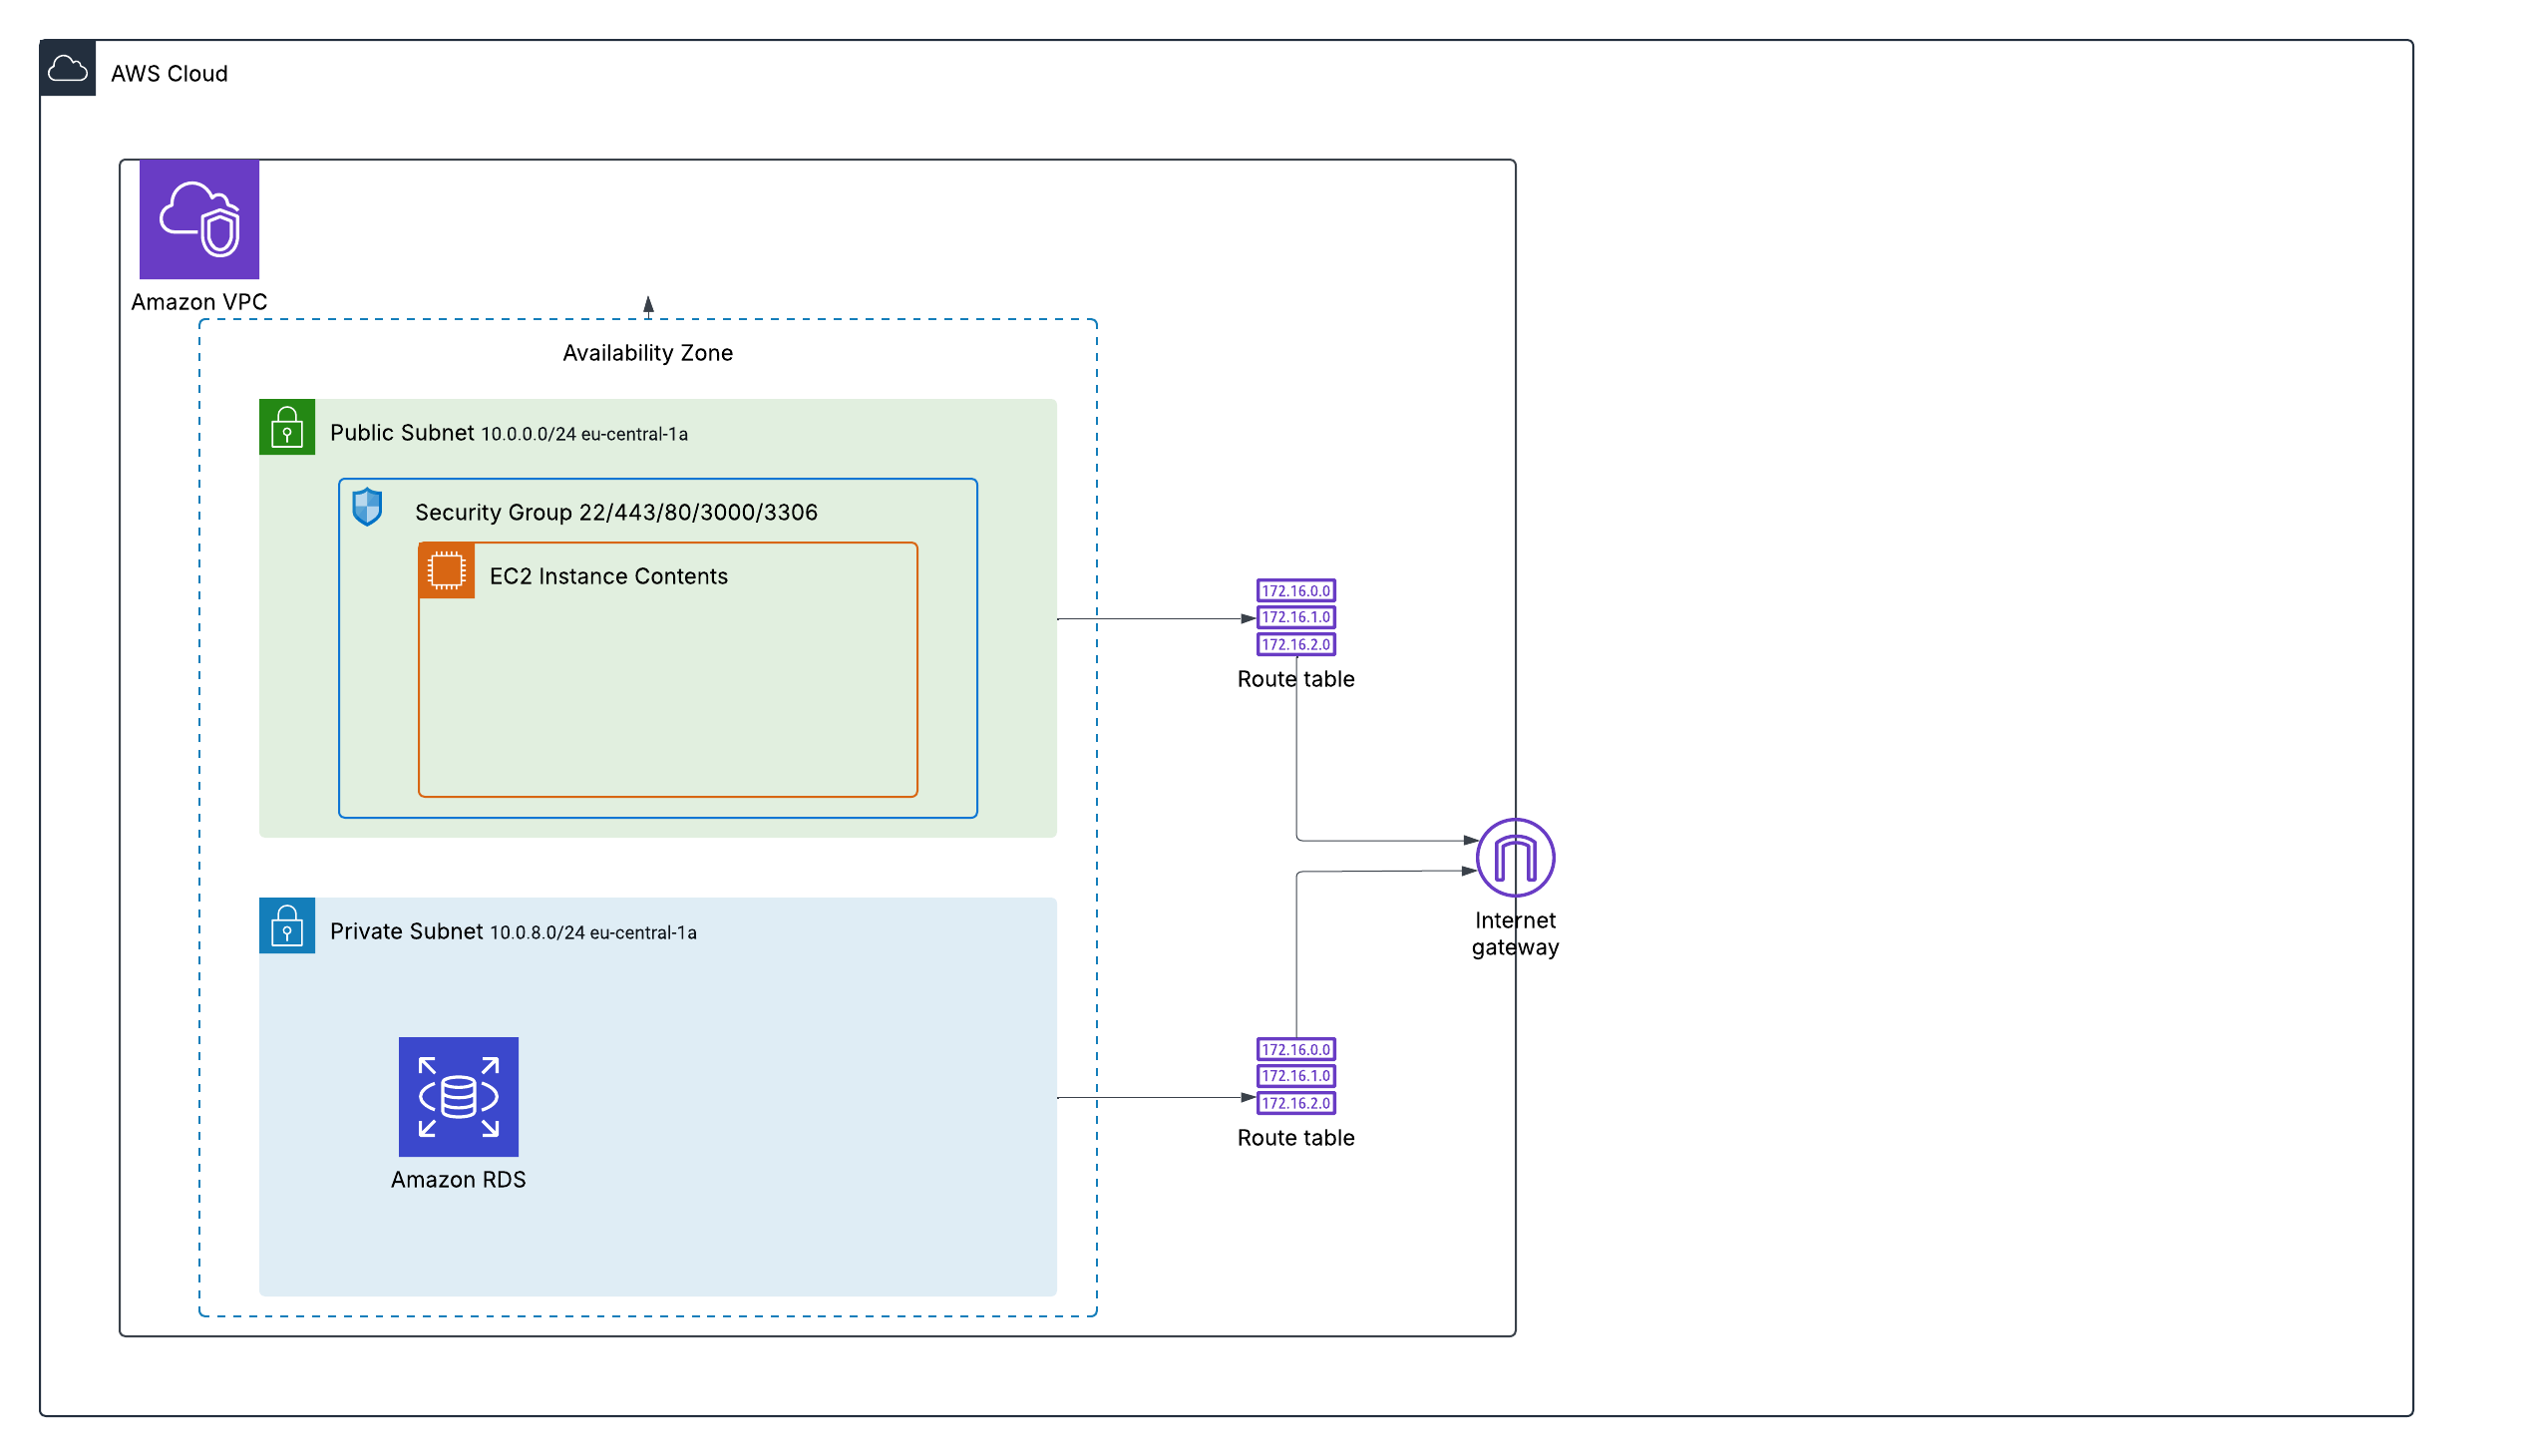 AWS Cloud
Amazon VPC
Availability Zone
Public Subnet 10.0.0.0/24 eu-central-1a
Security Group 22/443/80/3000/3306
EC2 Instance Contents
172.16.0.0
172.16.1.0
172.16.2.0
Route table
Internet
gateway
Private Subnet 10.0.8.0/24 eu-central-1a
Amazon RDS
172.16.0.0
172.16.1.0
172.16.2.0
Route table